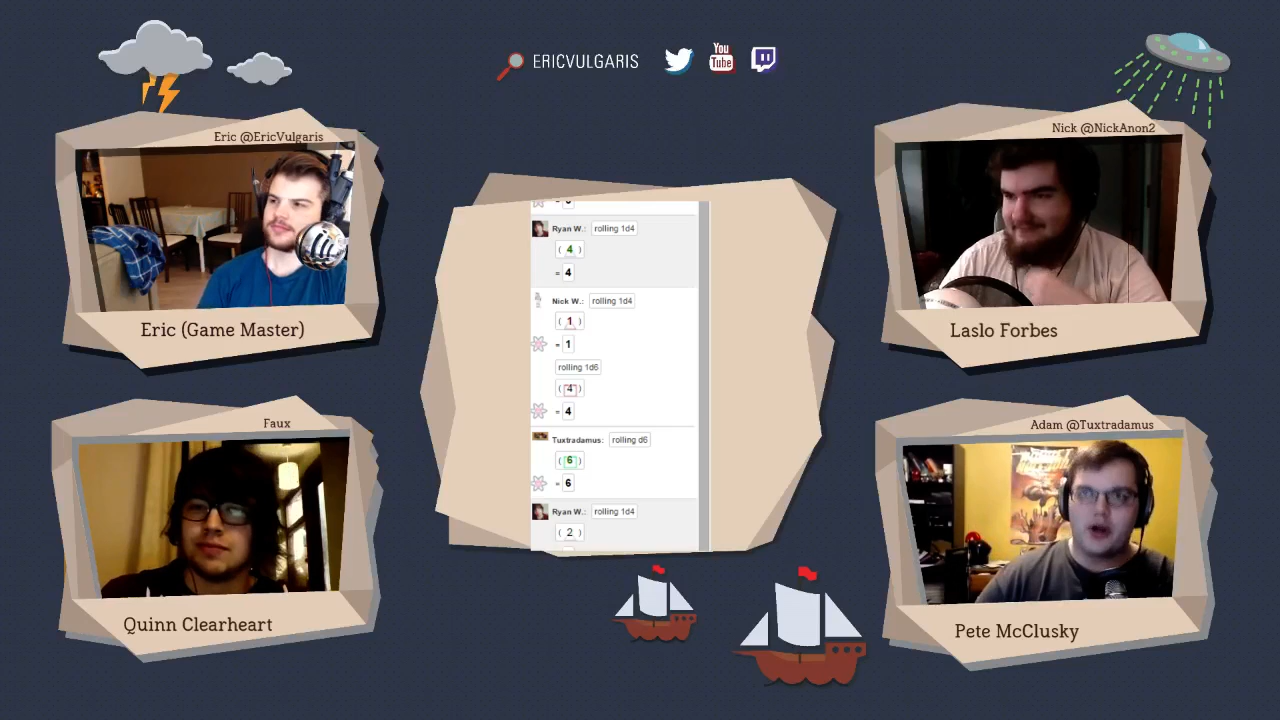 ERICVULGARIS
You
Tube
Eric @EricVulgaris
Eric (Game Master)
Nick @NickAnon2
Laslo Forbes
Ryan W.: rolling 1d4
( 4 )
= 4
Nick W.: rolling 1d4
( 1 )
= 1
rolling 1d6
( 4 )
= 4
Tuxtradamus: rolling d6
( 6 )
= 6
Ryan W.: rolling 1d4
( 2 )
Faux
Quinn Clearheart
Adam @Tuxtradamus
Pete McClusky